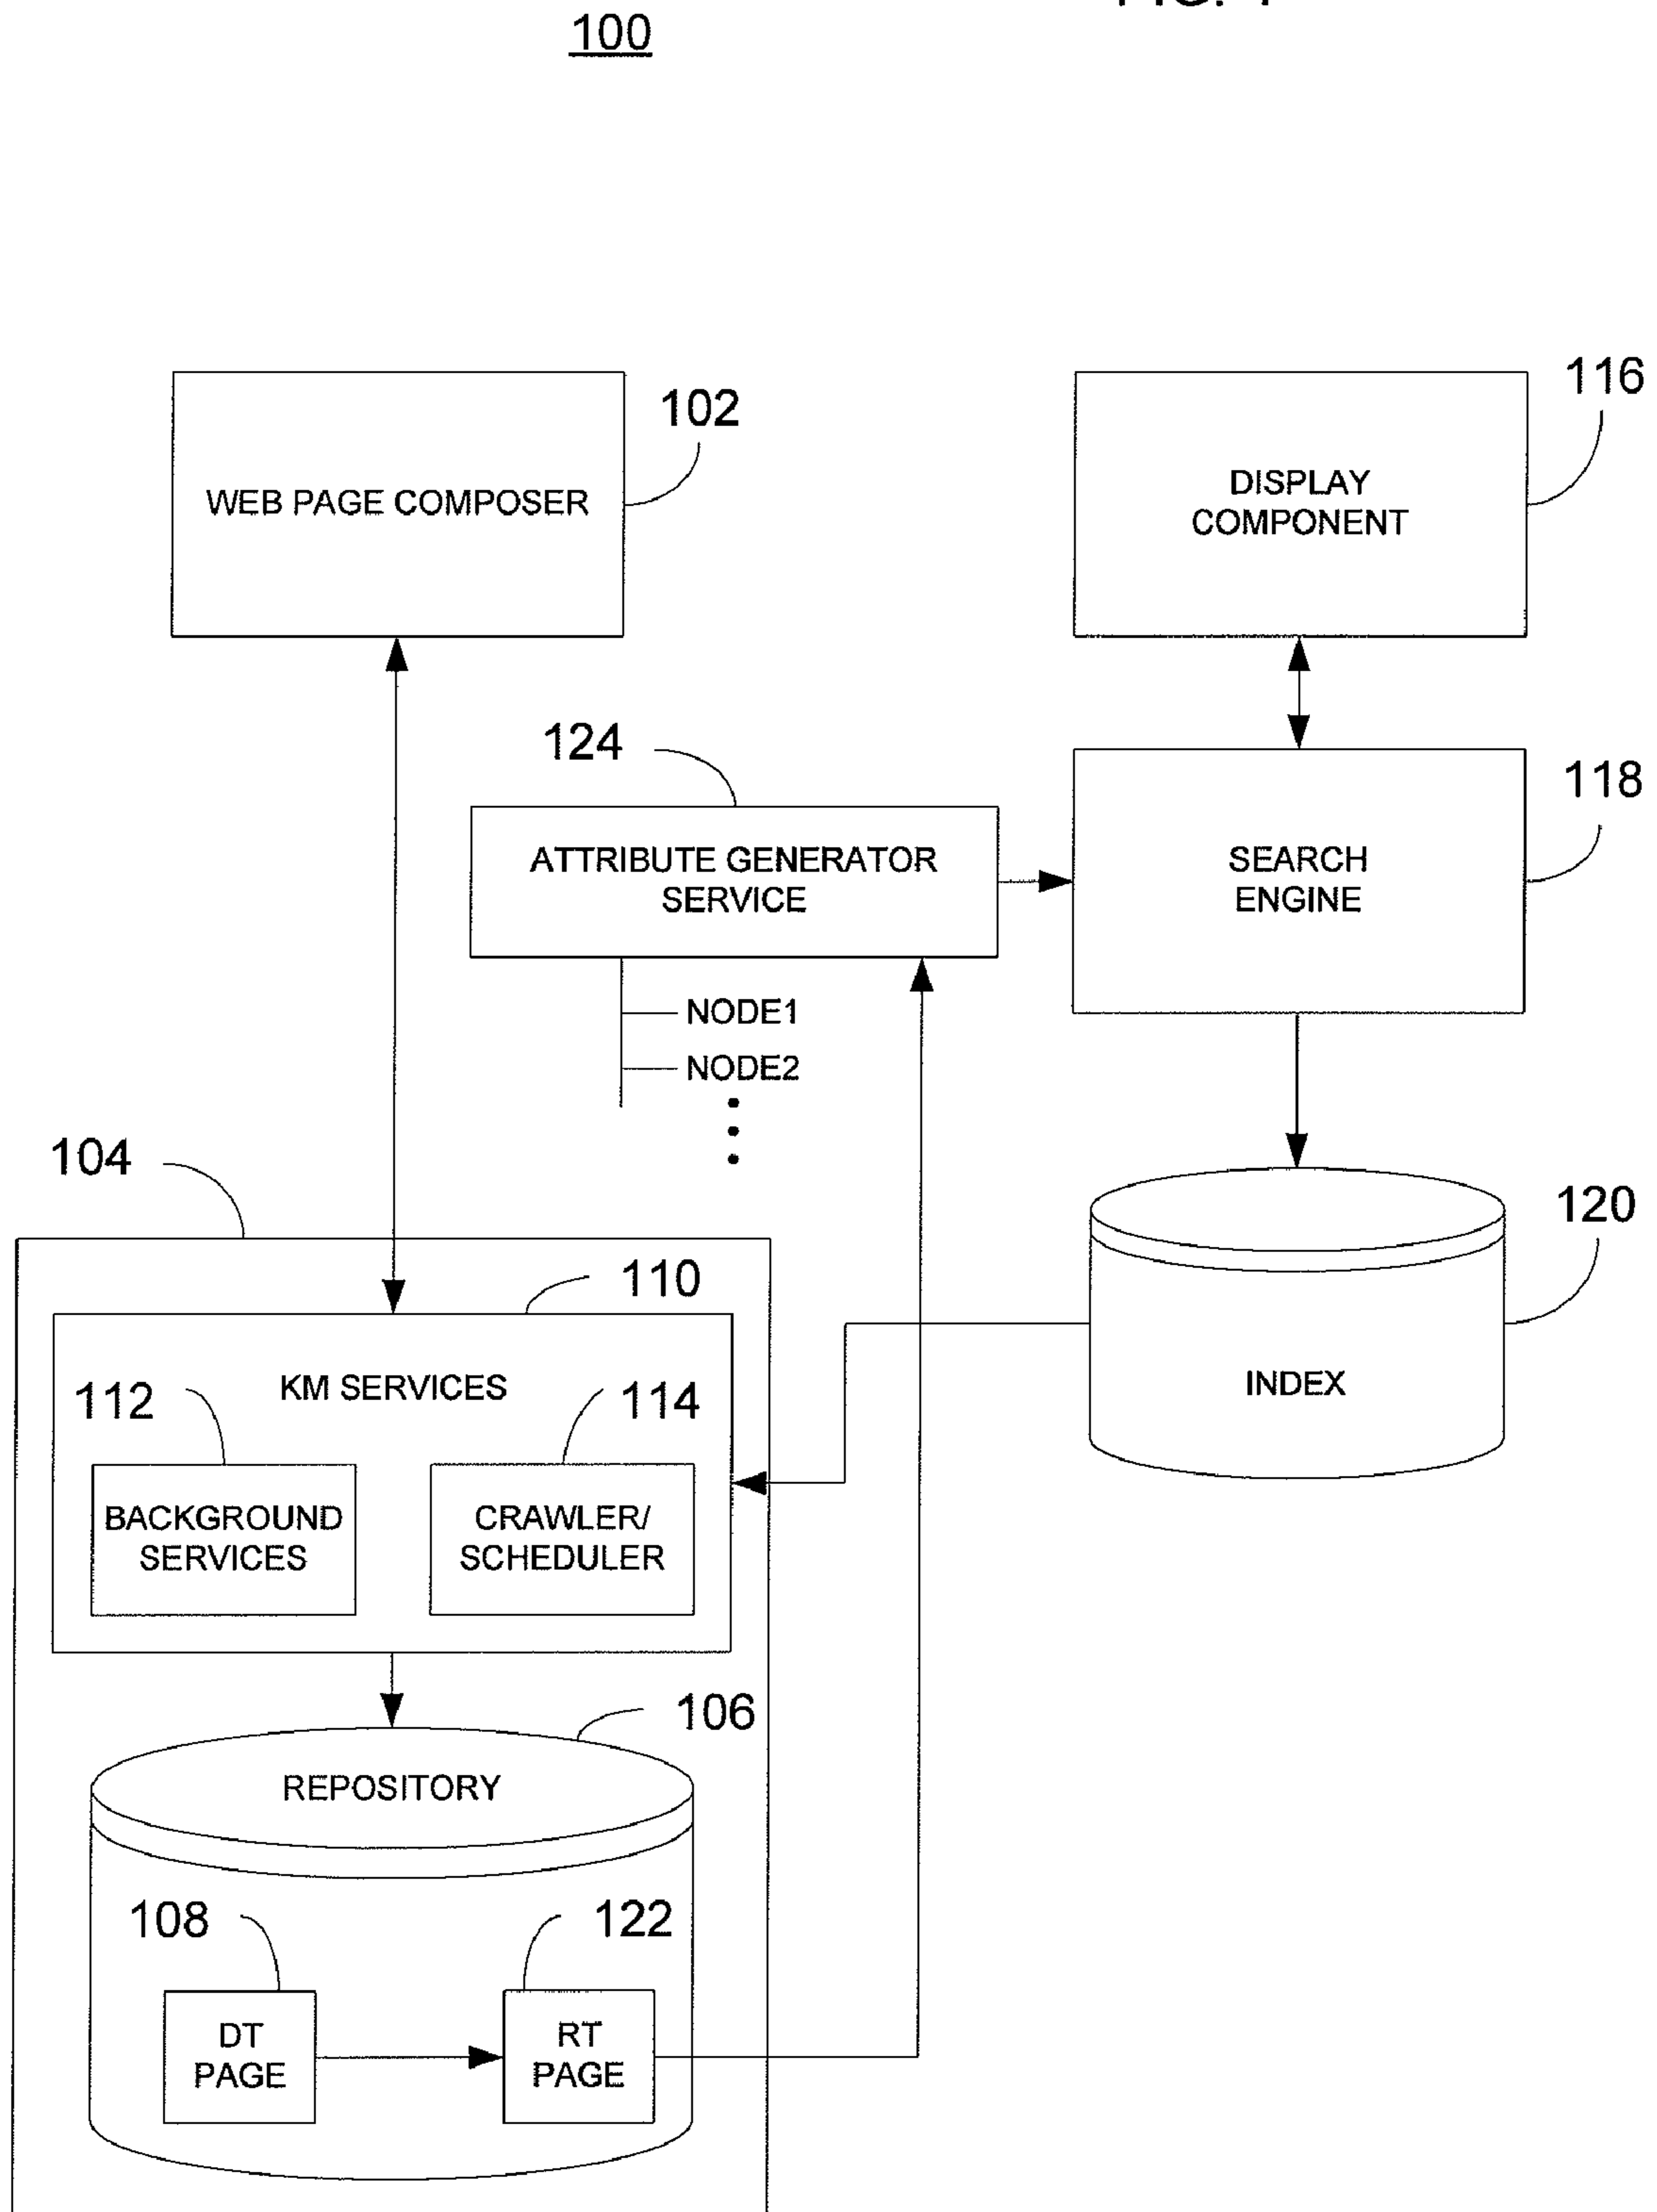 100
102
WEB PAGE COMPOSER
116
DISPLAY
COMPONENT
124
ATTRIBUTE GENERATOR
SERVICE
118
SEARCH
ENGINE
NODE1
NODE2
104
120
INDEX
110
KM SERVICES
112
114
BACKGROUND
SERVICES
CRAWLER/
SCHEDULER
106
REPOSITORY
108
122
DT
PAGE
RT
PAGE